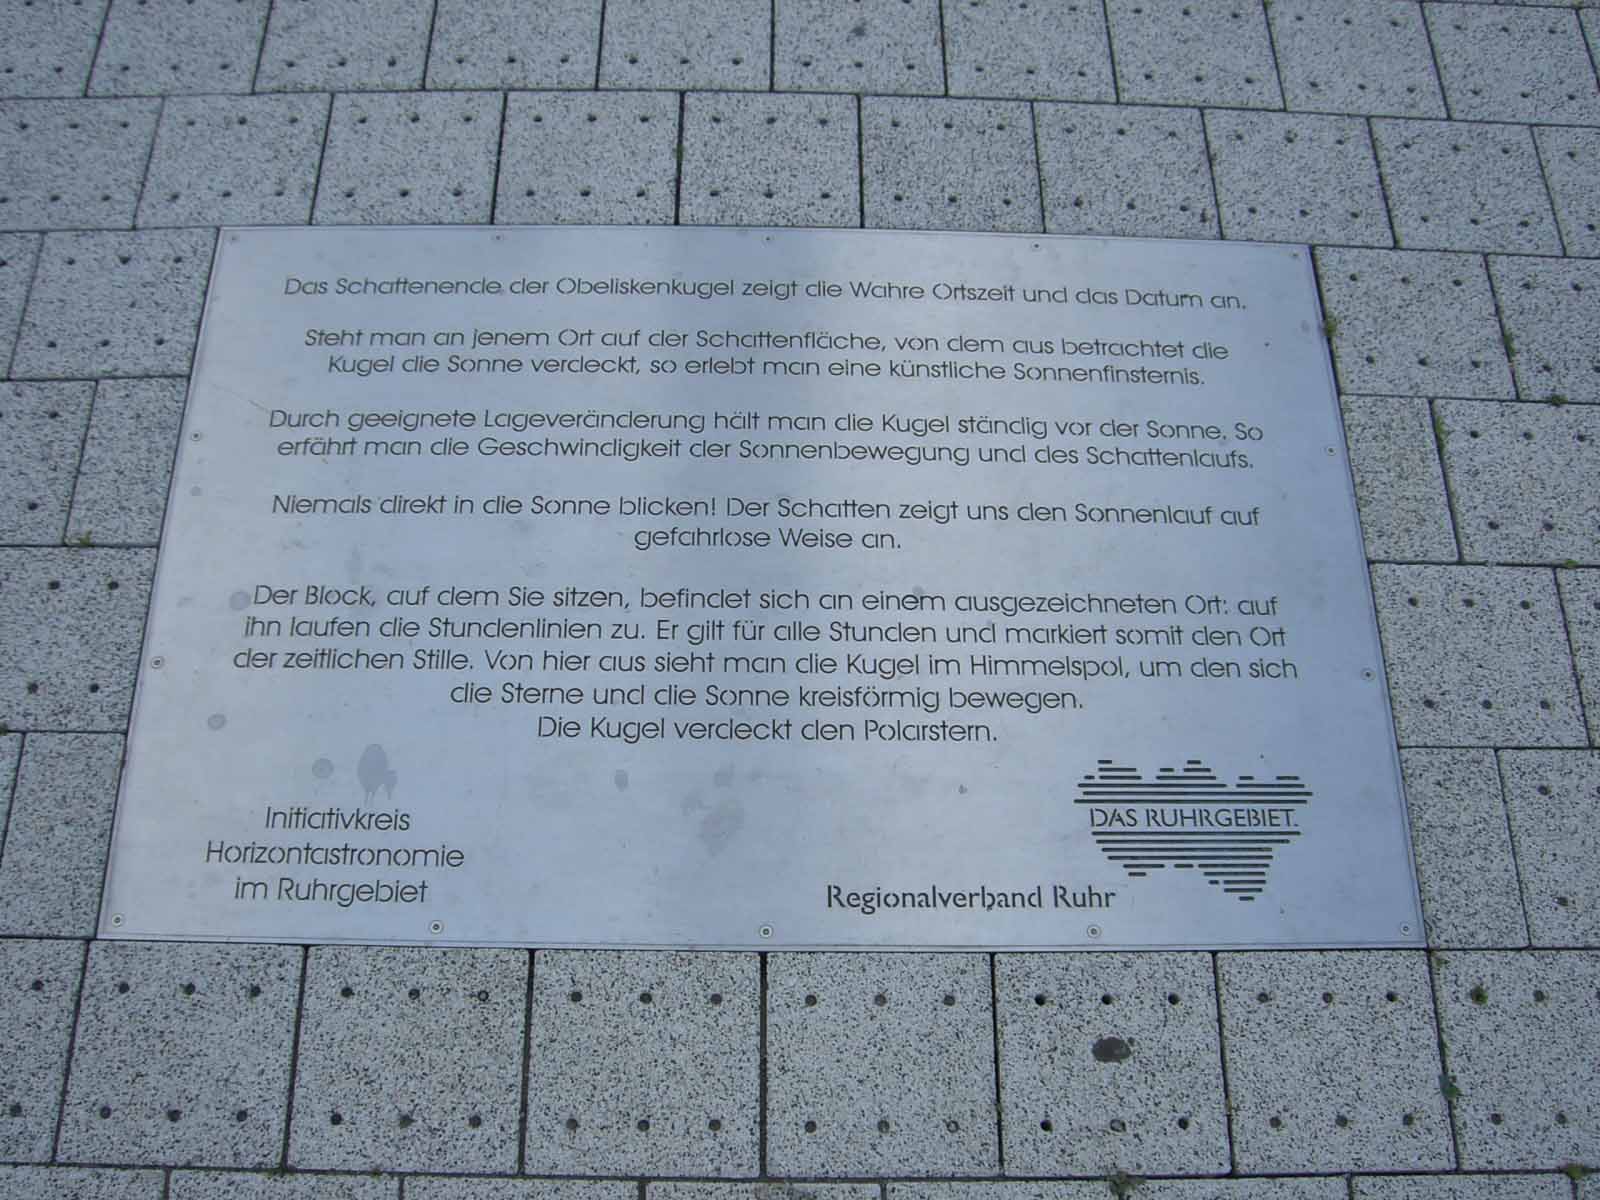 Das Schattenende der Obeliskenkugel zeigt die Wahre Ortszeit und das Datum an.
Steht man an jenem Ort auf der Schattenfläche, von dem aus betrachtet die
Kugel die Sonne verdeckt, so erlebt man eine künstliche Sonnenfinsternis.
Durch geeignete Lageveränderung hält man die Kugel ständig vor der Sonne. So
erfährt man die Geschwindigkeit der Sonnenbewegung und des Schattenlaufs.
Niemals direkt in die Sonne blicken! Der Schatten zeigt uns den Sonnenlauf auf
gefahrlose Weise an.
Der Block, auf dem Sie sitzen, befindet sich an einem ausgezeichneten Ort: auf
ihn laufen die Stundenlinien zu. Er gilt für alle Stunden und markiert somit den Ort
der zeitlichen Stille. Von hier aus sieht man die Kugel im Himmelspol, um den sich
die Sterne und die Sonne kreisförmig bewegen.
Die Kugel verdeckt den Polarstern.
Initiativkreis
Horizontastronomie
im Ruhrgebiet
DAS RUHRGEBIET.
Regionalverband Ruhr